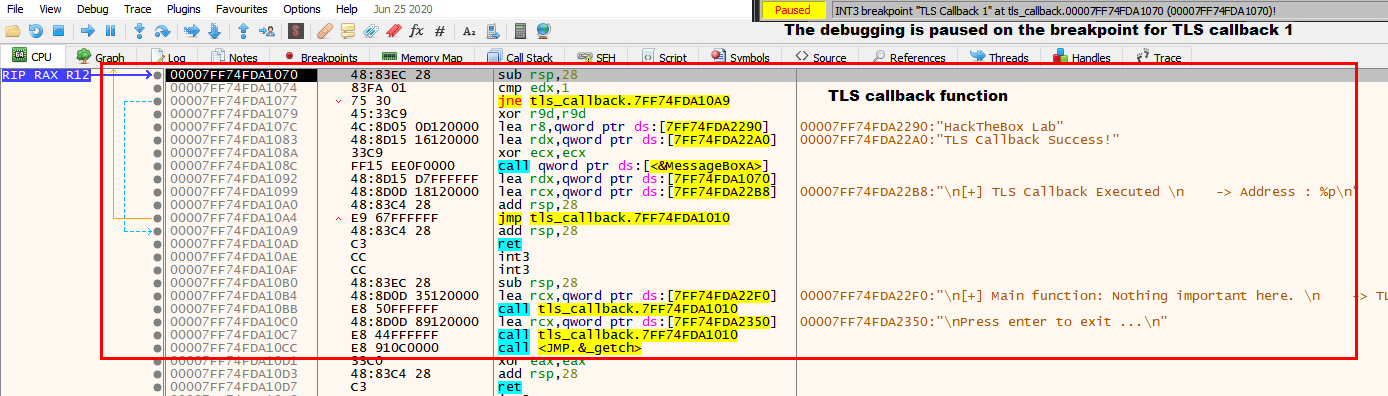 File View Debug Trace Plugins Favourites Options Help Jun 25 2020
Paused INT3 breakpoint "TLS Callback 1" at tls_callback.00007FF74FDA1070 (00007FF74FDA1070)!
The debugging is paused on the breakpoint for TLS callback 1
CPU Graph Log Notes Breakpoints Memory Map Call Stack SEH Script Symbols Source References Threads Handles Trace
RIP RAX R12 00007FF74FDA1070 48:83EC 28 sub rsp,28
00007FF74FDA1074 83FA 01 cmp edx,1
TLS callback function
00007FF74FDA1077 75 30 jne tls_callback.7FF74FDA10A9
00007FF74FDA1079 45:33C9 xor r9d,r9d
00007FF74FDA107C 4C:8D05 0D120000 lea r8,qword ptr ds:[7FF74FDA2290] 00007FF74FDA2290:"HackTheBox Lab"
00007FF74FDA1083 48:8D15 16120000 lea rdx,qword ptr ds:[7FF74FDA22A0] 00007FF74FDA22A0:"TLS Callback Success!"
00007FF74FDA108A 33C9 xor ecx,ecx
00007FF74FDA108C FF15 EE0F0000 call qword ptr ds:[<&MessageBoxA>]
00007FF74FDA1092 48:8D15 D7FFFFFF lea rdx,qword ptr ds:[7FF74FDA1070]
00007FF74FDA1099 48:8D0D 18120000 lea rcx,qword ptr ds:[7FF74FDA22B8] 00007FF74FDA22B8:"\n[+] TLS Callback Executed \n -> Address : %p\n"
00007FF74FDA10A0 48:83C4 28 add rsp,28
00007FF74FDA10A4 E9 67FFFFFF jmp tls_callback.7FF74FDA1010
00007FF74FDA10A9 48:83C4 28 add rsp,28
00007FF74FDA10AD C3 ret
00007FF74FDA10AE CC int3
00007FF74FDA10AF CC int3
00007FF74FDA10B0 48:83EC 28 sub rsp,28
00007FF74FDA10B4 48:8D0D 35120000 lea rcx,qword ptr ds:[7FF74FDA22F0] 00007FF74FDA22F0:"\n[+] Main function: Nothing important here. \n -> TL
00007FF74FDA10BB E8 50FFFFFF call tls_callback.7FF74FDA1010
00007FF74FDA10C0 48:8D0D 89120000 lea rcx,qword ptr ds:[7FF74FDA2350] 00007FF74FDA2350:"\nPress enter to exit ...\n"
00007FF74FDA10C7 E8 44FFFFFF call tls_callback.7FF74FDA1010
00007FF74FDA10CC E8 910C0000 call <JMP.&_getch>
00007FF74FDA10D1 33C0 xor eax,eax
00007FF74FDA10D3 48:83C4 28 add rsp,28
00007FF74FDA10D7 C3 ret